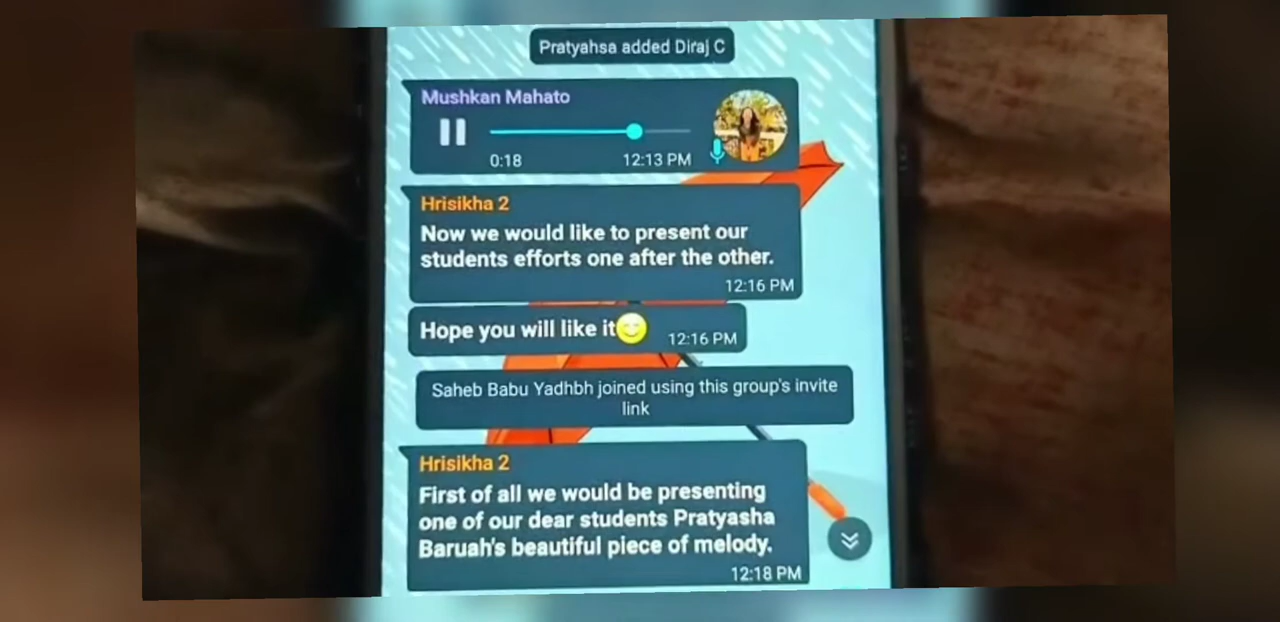 Pratyahsa added Diraj C
Mushkan Mahato
0:18 12:13 PM
Hrisikha 2
Now we would like to present our
students efforts one after the other.
12:16 PM
Hope you will like it😊 12:16 PM
Saheb Babu Yadhbh joined using this group's invite
link
Hrisikha 2
First of all we would be presenting
one of our dear students Pratyasha
Baruah's beautiful piece of melody.
12:18 PM